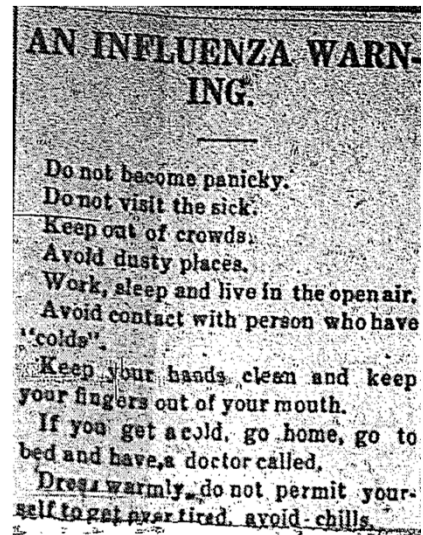 AN INFLUENZA WARN-
ING.
Do not become panicky.
Do not visit the sick.
Keep out of crowds.
Avoid dusty places.
Work, sleep and live in the open air.
Avoid contact with person who have
"colds".
Keep your hands clean and keep
your fingers out of your mouth.
If you get a cold, go home, go to
bed and have a doctor called.
Dress warmly, do not permit your-
self to get over tired, avoid chills.